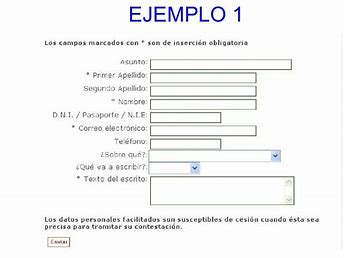 EJEMPLO 1
Los campos marcados con * son de inserción obligatoria
Asunto:
* Primer Apellido:
Segundo Apellido:
* Nombre:
D.N.I. / Pasaporte / N.I.E.
* Correo electrónico:
Teléfono:
¿Sobre qué?:
¿Qué va a escribir?:
* Texto del escrito:
Los datos personales facilitados son susceptibles de cesión cuando ésta sea
precisa para tramitar su contestación.
Enviar